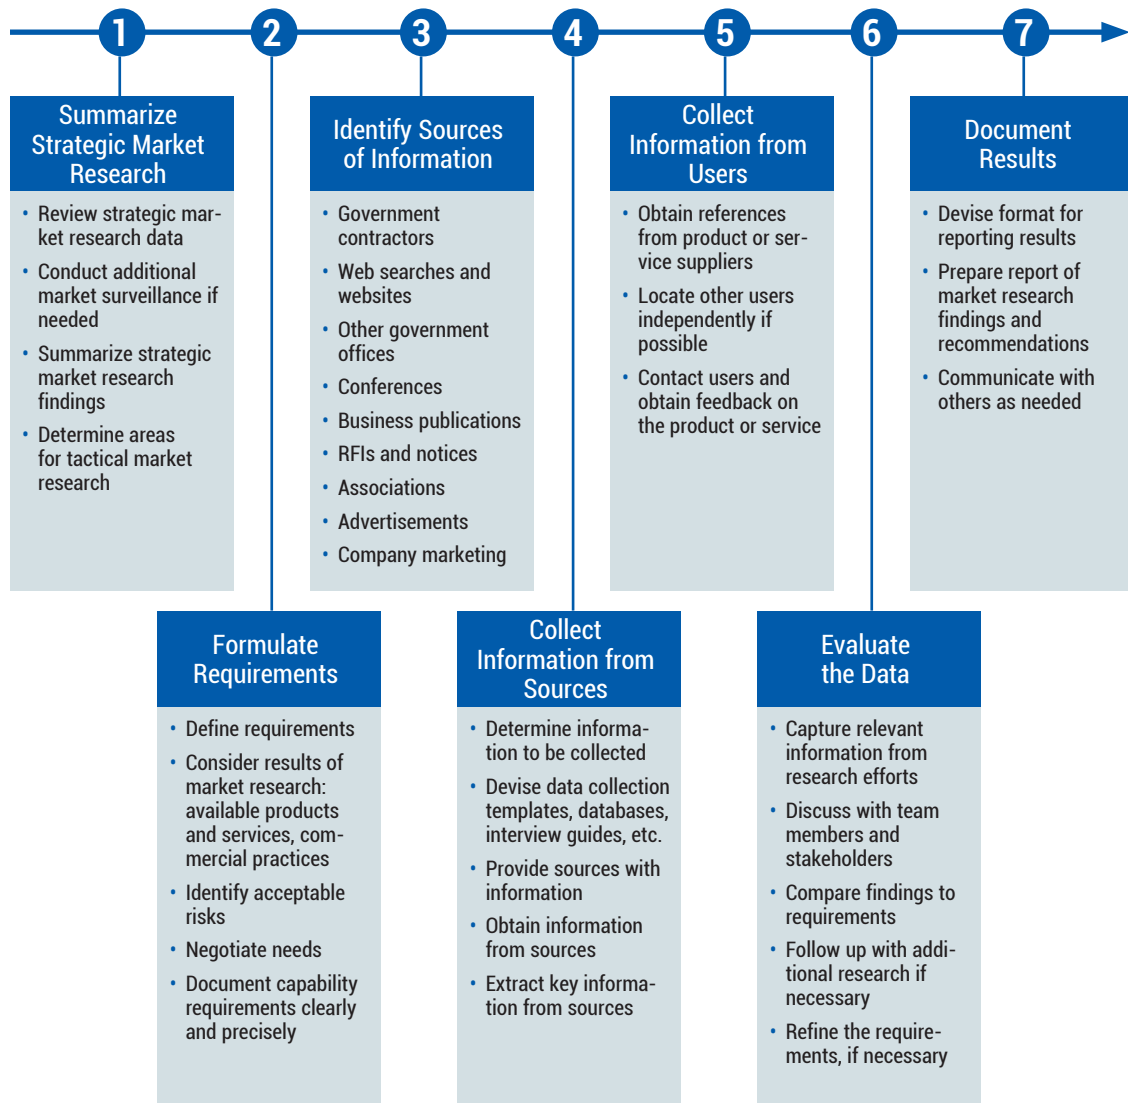 1
2
3
4
5
6
7
Summarize
Strategic Market
Research
• Review strategic mar-
ket research data
• Conduct additional
market surveillance if
needed
• Summarize strategic
market research
findings
• Determine areas
for tactical market
research
Formulate
Requirements
• Define requirements
• Consider results of
market research:
available products
and services, com-
mercial practices
• Identify acceptable
risks
• Negotiate needs
• Document capability
requirements clearly
and precisely
Identify Sources
of Information
• Government
contractors
• Web searches and
websites
• Other government
offices
• Conferences
• Business publications
• RFIs and notices
• Associations
• Advertisements
• Company marketing
Collect
Information from
Sources
• Determine informa-
tion to be collected
• Devise data collection
templates, databases,
interview guides, etc.
• Provide sources with
information
• Obtain information
from sources
• Extract key informa-
tion from sources
Collect
Information from
Users
• Obtain references
from product or ser-
vice suppliers
• Locate other users
independently if
possible
• Contact users and
obtain feedback on
the product or service
Evaluate
the Data
• Capture relevant
information from
research efforts
• Discuss with team
members and
stakeholders
• Compare findings to
requirements
• Follow up with addi-
tional research if
necessary
• Refine the require-
ments, if necessary
Document
Results
• Devise format for
reporting results
• Prepare report of
market research
findings and
recommendations
• Communicate with
others as needed